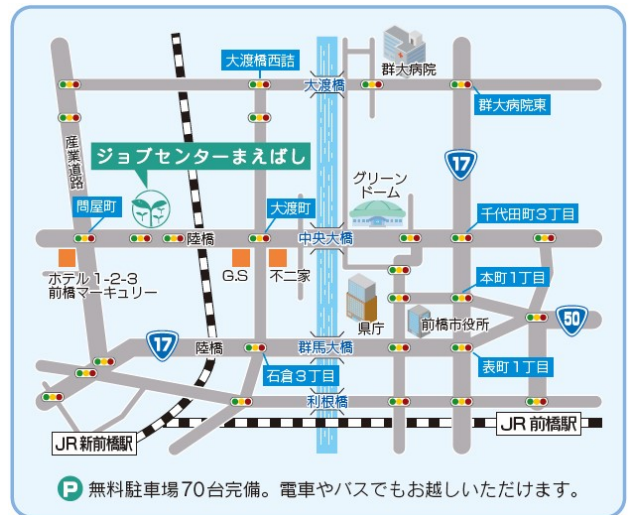 大渡橋西詰
群大病院
大渡橋
群大病院東
産業道路
ジョブセンターまえばし
17
グリーン
ドーム
問屋町
大渡町
千代田町3丁目
陸橋
中央大橋
ホテル1-2-3
前橋マーキュリー
G.S
不二家
本町1丁目
県庁
前橋市役所
50
17
陸橋
群馬大橋
石倉3丁目
表町1丁目
利根橋
JR新前橋駅
JR前橋駅
P 無料駐車場70台完備。電車やバスでもお越しいただけます。